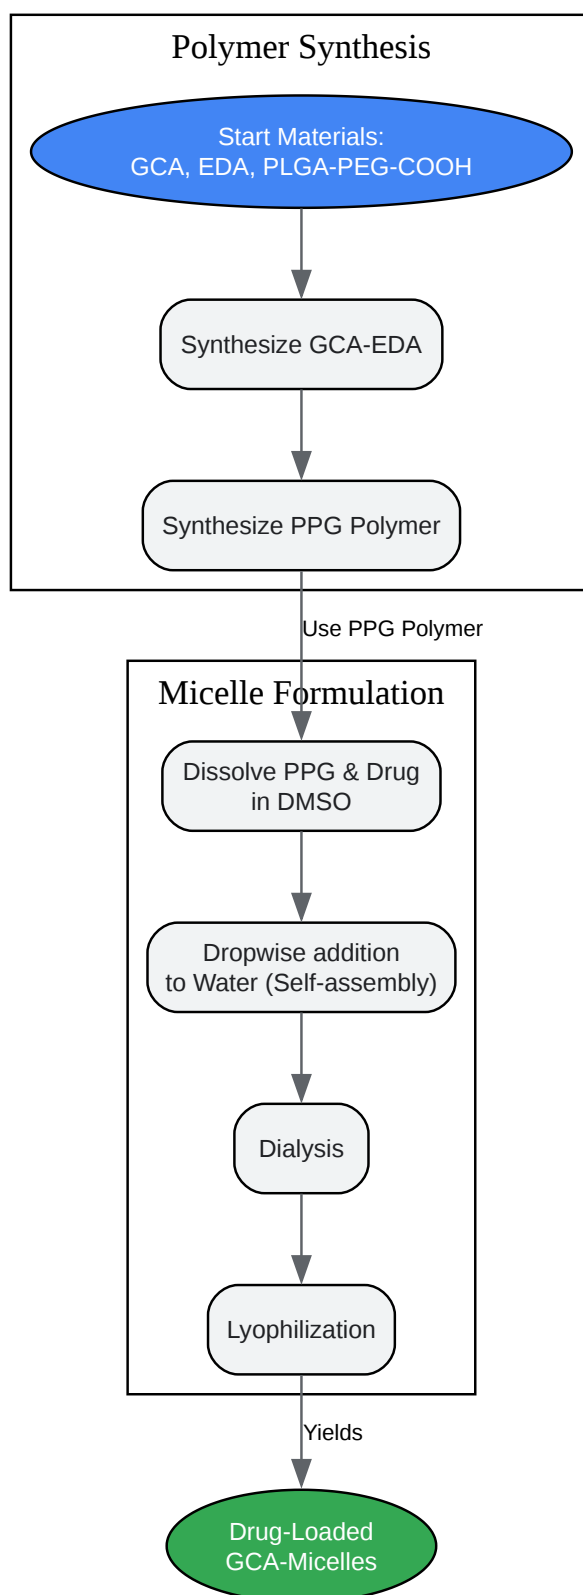 Polymer Synthesis
Start Materials:
GCA, EDA, PLGA-PEG-COOH
Synthesize GCA-EDA
Synthesize PPG Polymer
Use PPG Polymer
Micelle Formulation
Dissolve PPG & Drug
in DMSO
Dropwise addition
to Water (Self-assembly)
Dialysis
Lyophilization
Yields
Drug-Loaded
GCA-Micelles